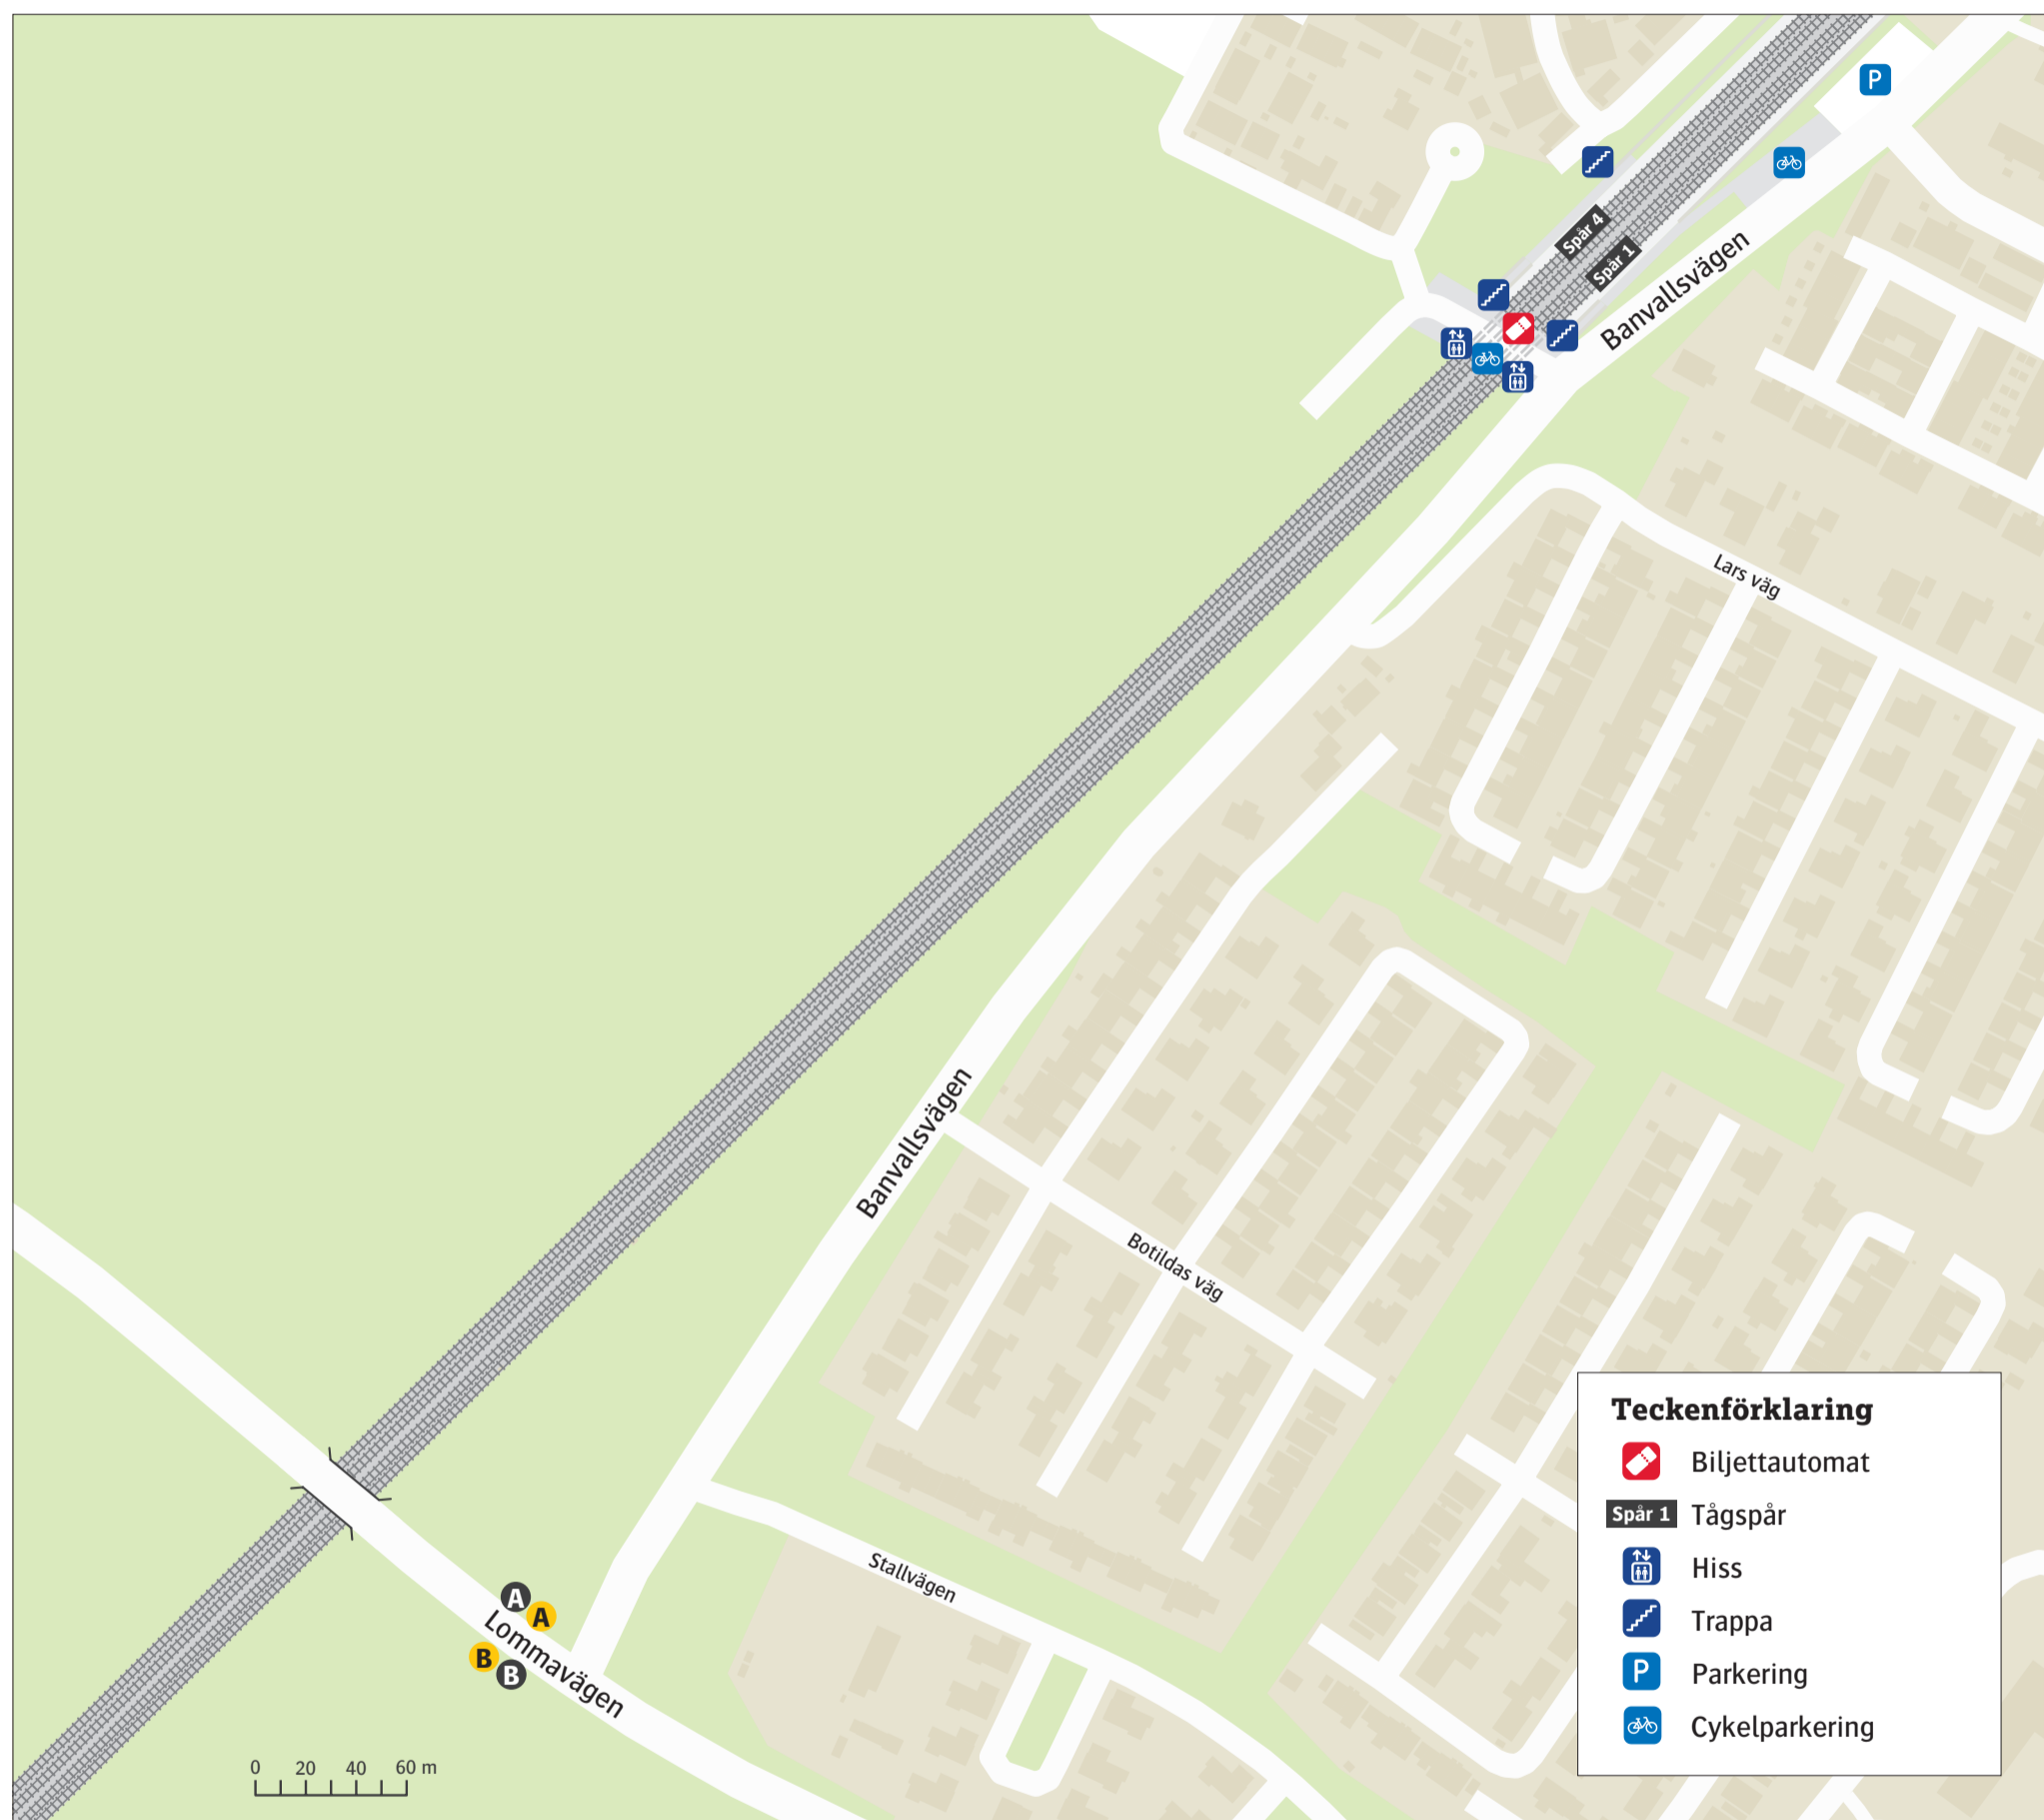 P
Spår 4
Spår 1
Banvallsvägen
Lars väg
Banvallsvägen
Botildas väg
Stallvägen
A
A
Lommavägen
B
B
0 20 40 60 m
Teckenförklaring
Biljettautomat
Spår 1 Tågspår
Hiss
Trappa
P Parkering
Cykelparkering